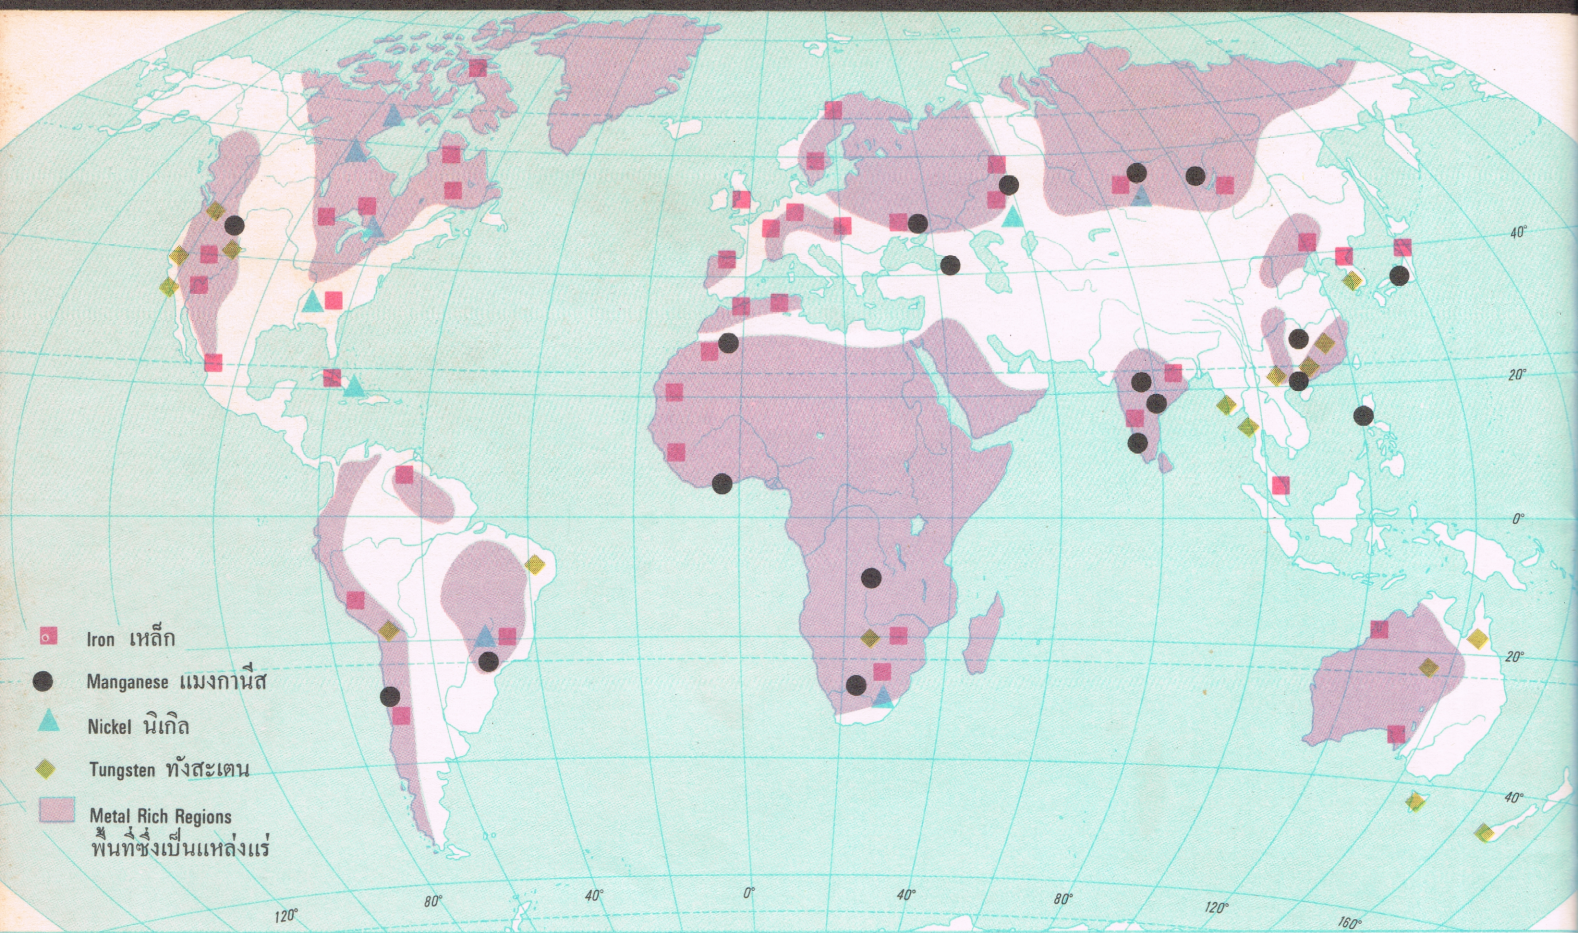 Iron เหล็ก
Manganese แมงกานีส
Nickel นิเกิล
Tungsten ทังสะเตน
Metal Rich Regions
พื้นที่ซึ่งเป็นแหล่งแร่
40°
20°
0°
20°
40°
120°
80°
40°
0°
40°
80°
120°
160°